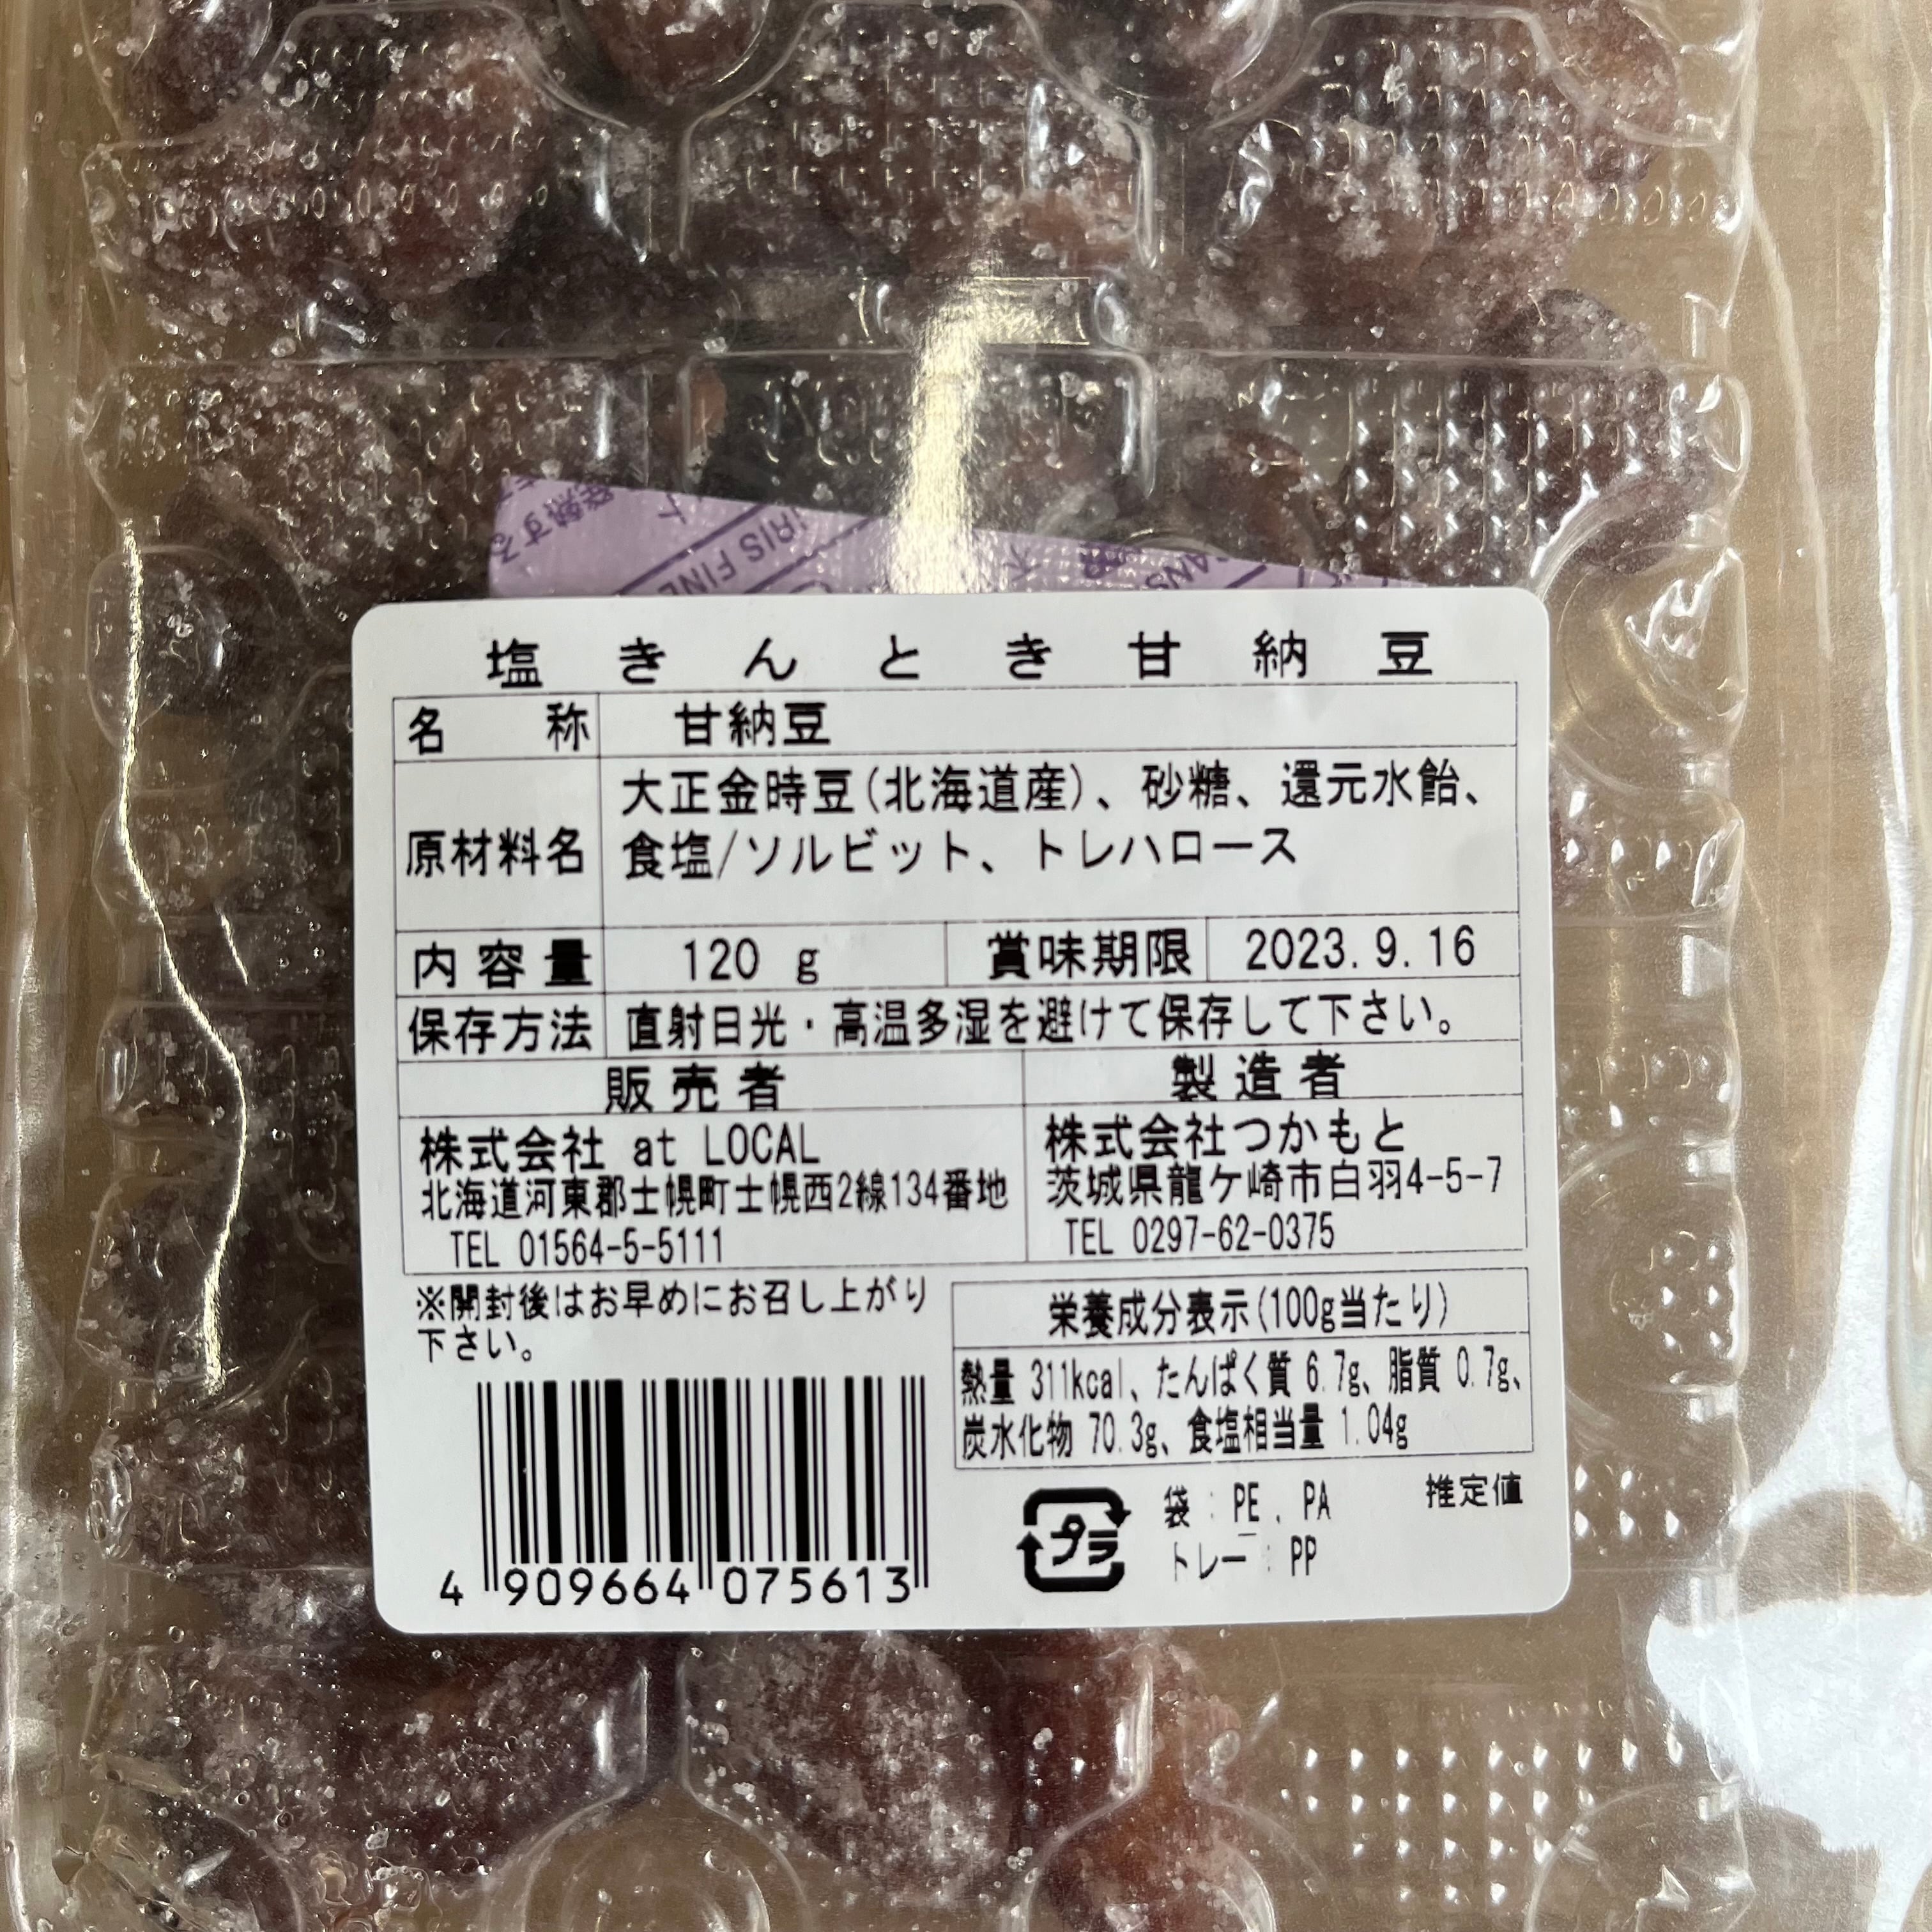 発熱する
IRIS FINE
塩きんとき甘納豆
名称 甘納豆
原材料名 大正金時豆(北海道産)、砂糖、還元水飴、
食塩/ソルビット、トレハロース
内容量 120 g 賞味期限 2023.9.16
保存方法 直射日光・高温多湿を避けて保存して下さい。
販売者 製造者
株式会社 at LOCAL
北海道河東郡士幌町士幌西2線134番地
TEL 01564-5-5111
株式会社つかもと
茨城県龍ケ崎市白羽4-5-7
TEL 0297-62-0375
※開封後はお早めにお召し上がり
下さい。
栄養成分表示(100g当たり)
熱量 311kcal、たんぱく質 6.7g、脂質 0.7g、
炭水化物 70.3g、食塩相当量 1.04g
推定値
プラ
袋:PE、PA
トレー:PP
4 909664 075613